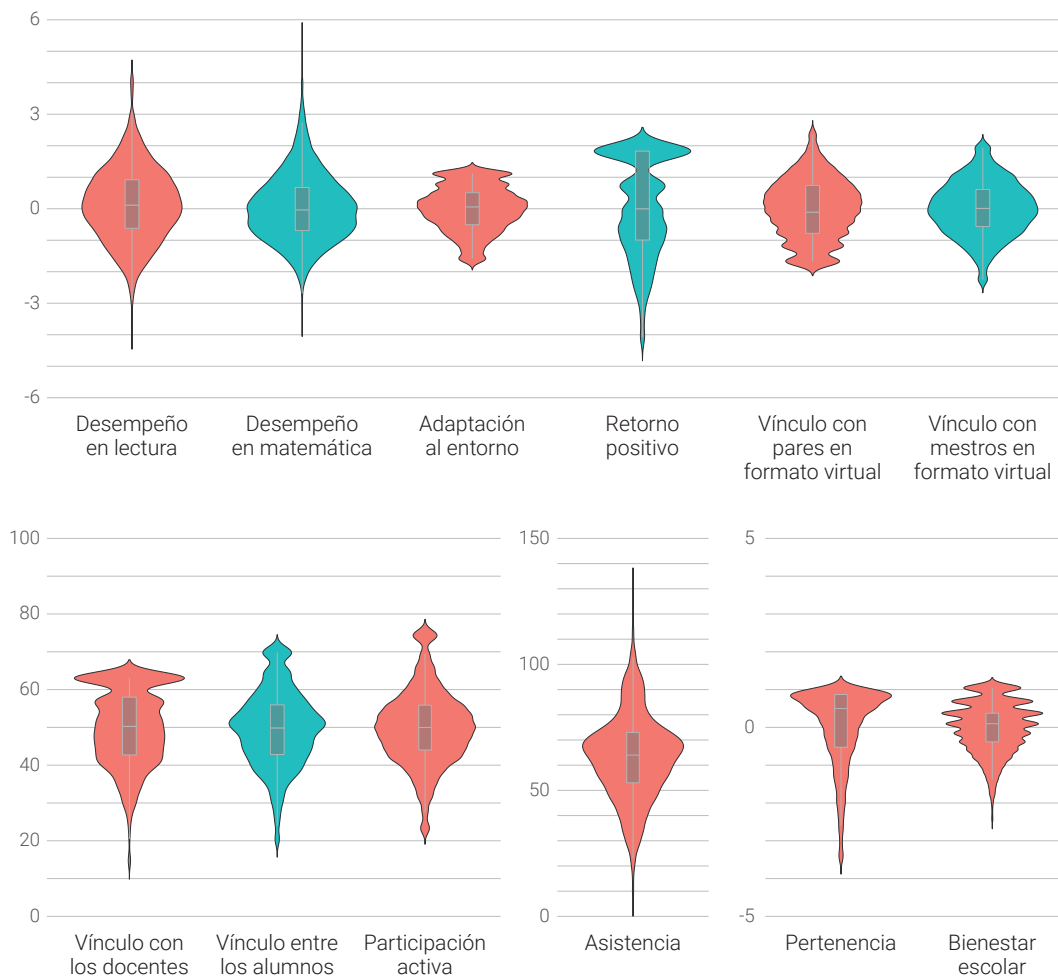 6
3
0
-3
-6
Desempeño
en lectura
Desempeño
en matemática
Adaptación
al entorno
Retorno
positivo
Vínculo con
pares en
formato virtual
Vínculo con
mestros en
formato virtual
100
80
60
40
20
0
Vínculo con
los docentes
Vínculo entre
los alumnos
Participación
activa
150
100
50
0
Asistencia
5
0
-5
Pertenencia
Bienestar
escolar